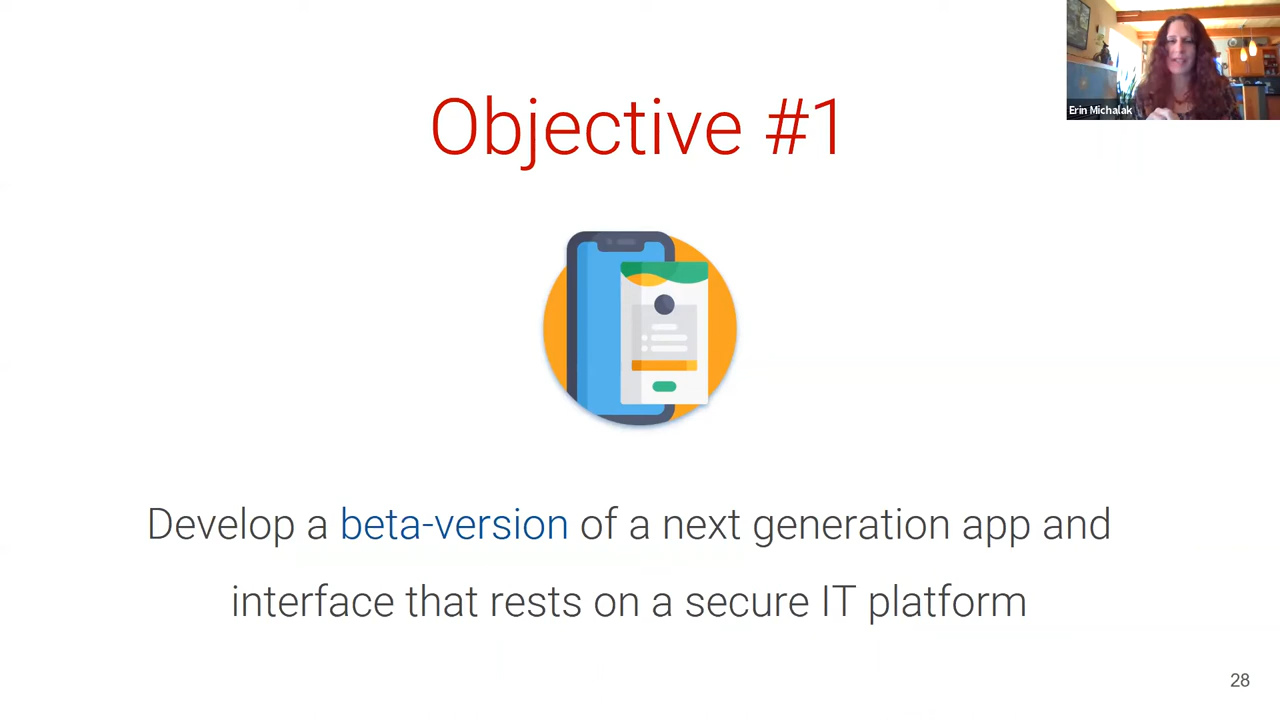 Erin Michalak
Objective #1
Develop a beta-version of a next generation app and
interface that rests on a secure IT platform
28